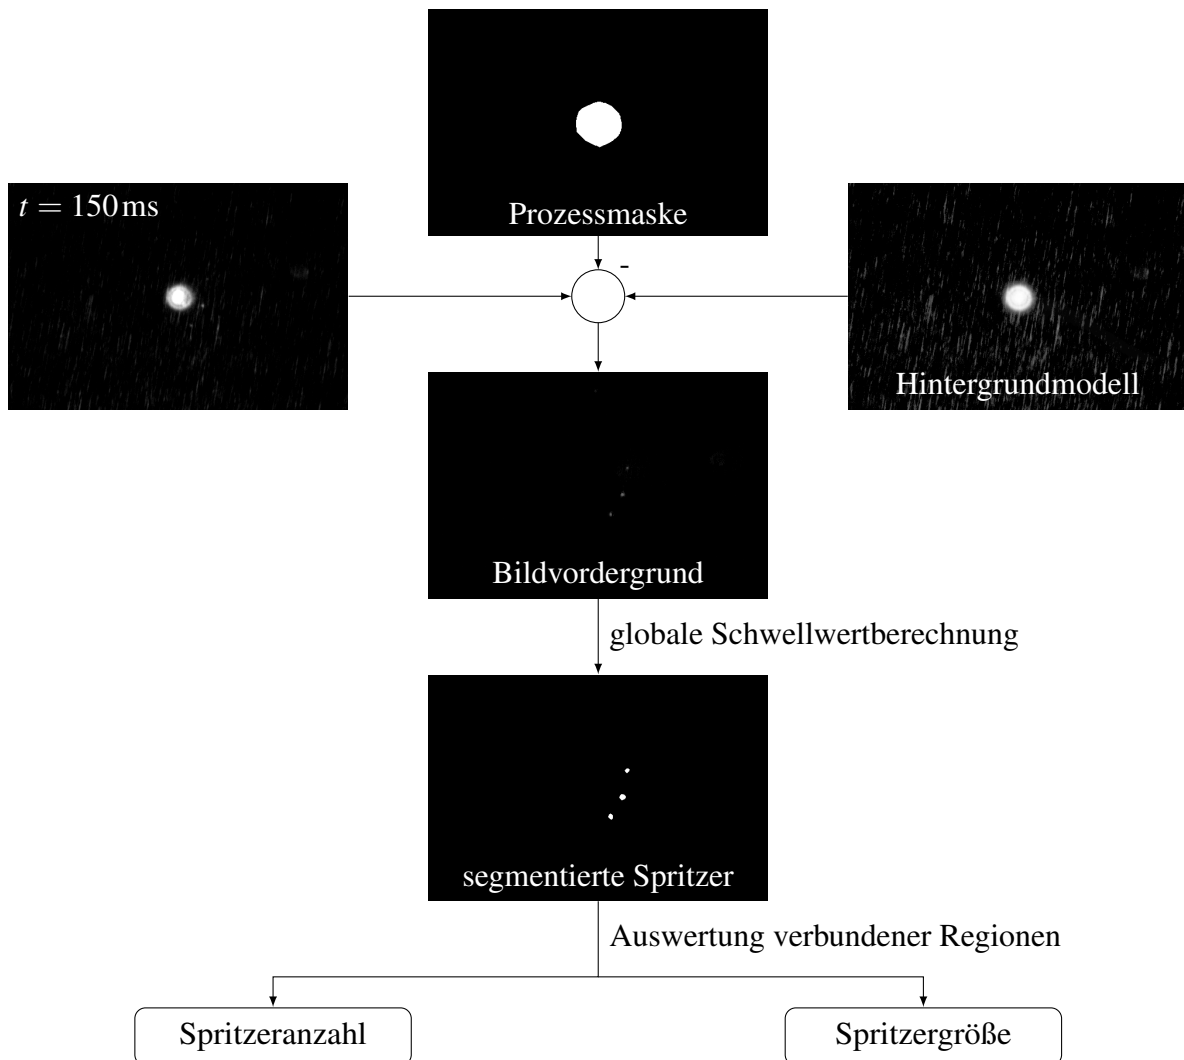 Prozessmaske
t = 150 ms
-
Hintergrundmodell
Bildvordergrund
globale Schwellwertberechnung
segmentierte Spritzer
Auswertung verbundener Regionen
Spritzeranzahl
Spritzergröße